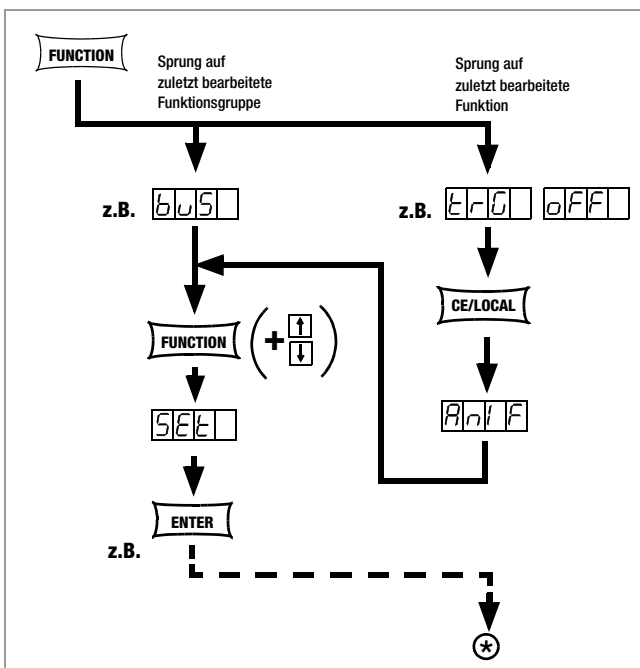 FUNCTION
Sprung auf
zuletzt bearbeitete
Funktionsgruppe
Sprung auf
zuletzt bearbeitete
Funktion
z.B. buS
z.B. trG oFF
CE/LOCAL
FUNCTION (+ ↑ ↓)
SEt
AnIF
ENTER
z.B.
*